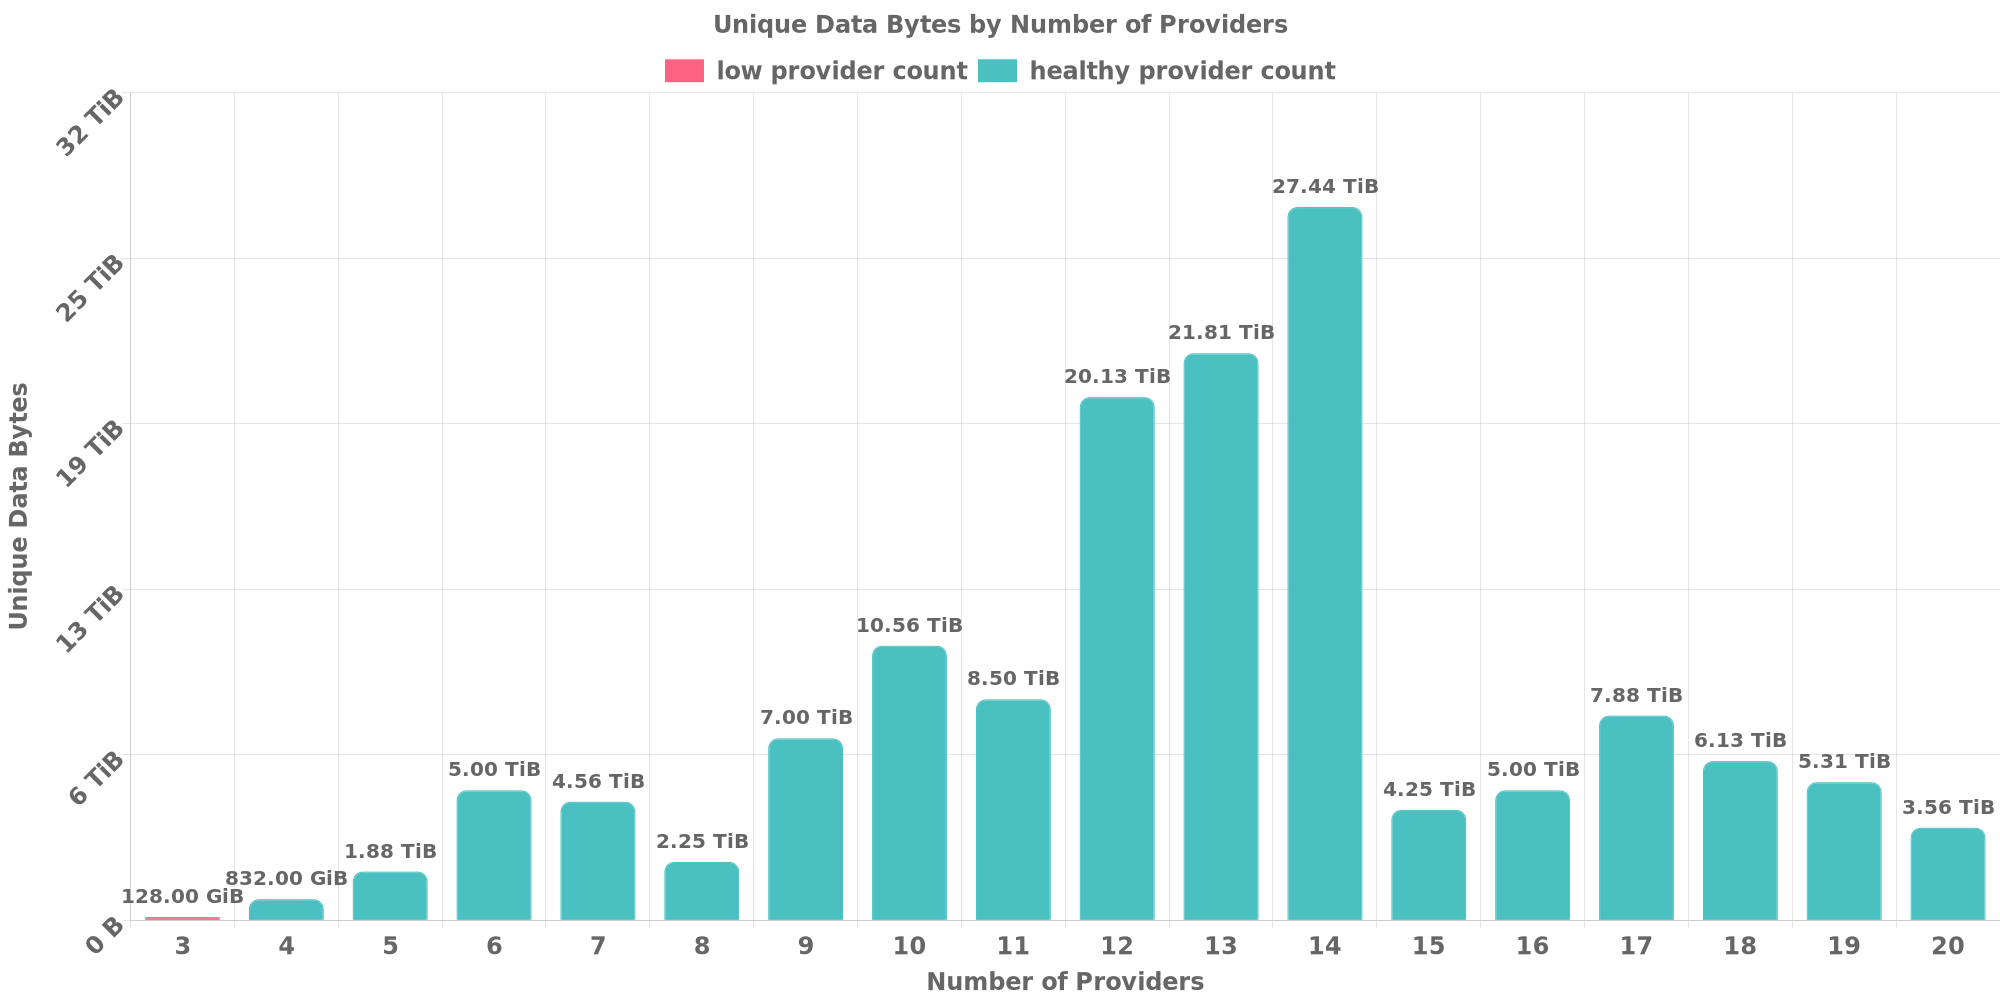 Unique Data Bytes by Number of Providers
low provider count
healthy provider count
Unique Data Bytes
32 TiB
25 TiB
19 TiB
13 TiB
6 TiB
0 B
128.00 GiB
832.00 GiB
1.88 TiB
5.00 TiB
4.56 TiB
2.25 TiB
7.00 TiB
10.56 TiB
8.50 TiB
20.13 TiB
21.81 TiB
27.44 TiB
4.25 TiB
5.00 TiB
7.88 TiB
6.13 TiB
5.31 TiB
3.56 TiB
3 4 5 6 7 8 9 10 11 12 13 14 15 16 17 18 19 20
Number of Providers